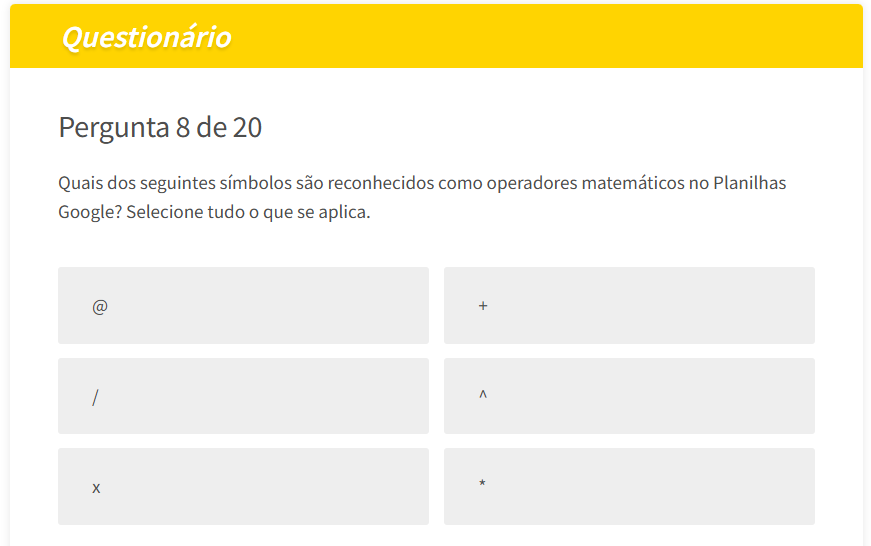 Questionário
Pergunta 8 de 20
Quais dos seguintes símbolos são reconhecidos como operadores matemáticos no Planilhas
Google? Selecione tudo o que se aplica.
@
+
/
^
x
*